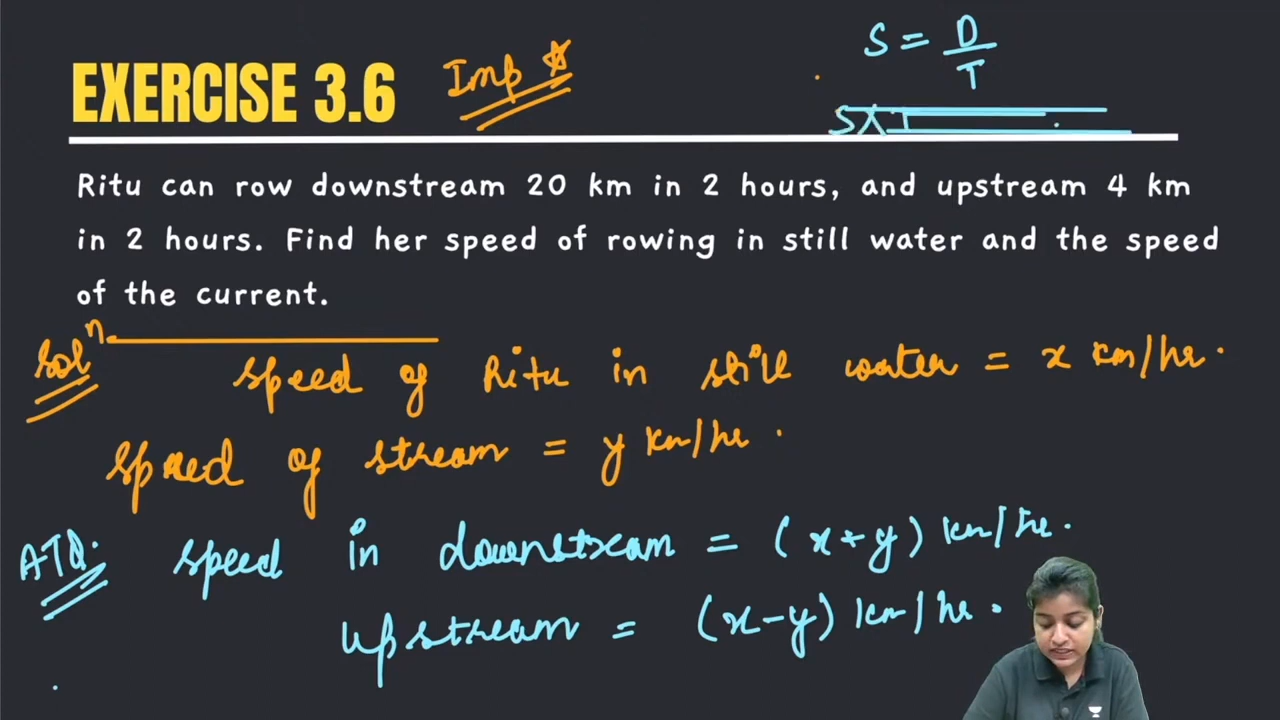 EXERCISE 3.6 Imp
S = D/T
S×T
Ritu can row downstream 20 km in 2 hours, and upstream 4 km
in 2 hours. Find her speed of rowing in still water and the speed
of the current.
Solⁿ. speed of Ritu in still water = x km/hr.
speed of stream = y km/hr.
ATQ. speed in downstream = (x+y) km/hr.
upstream = (x-y) km/hr.